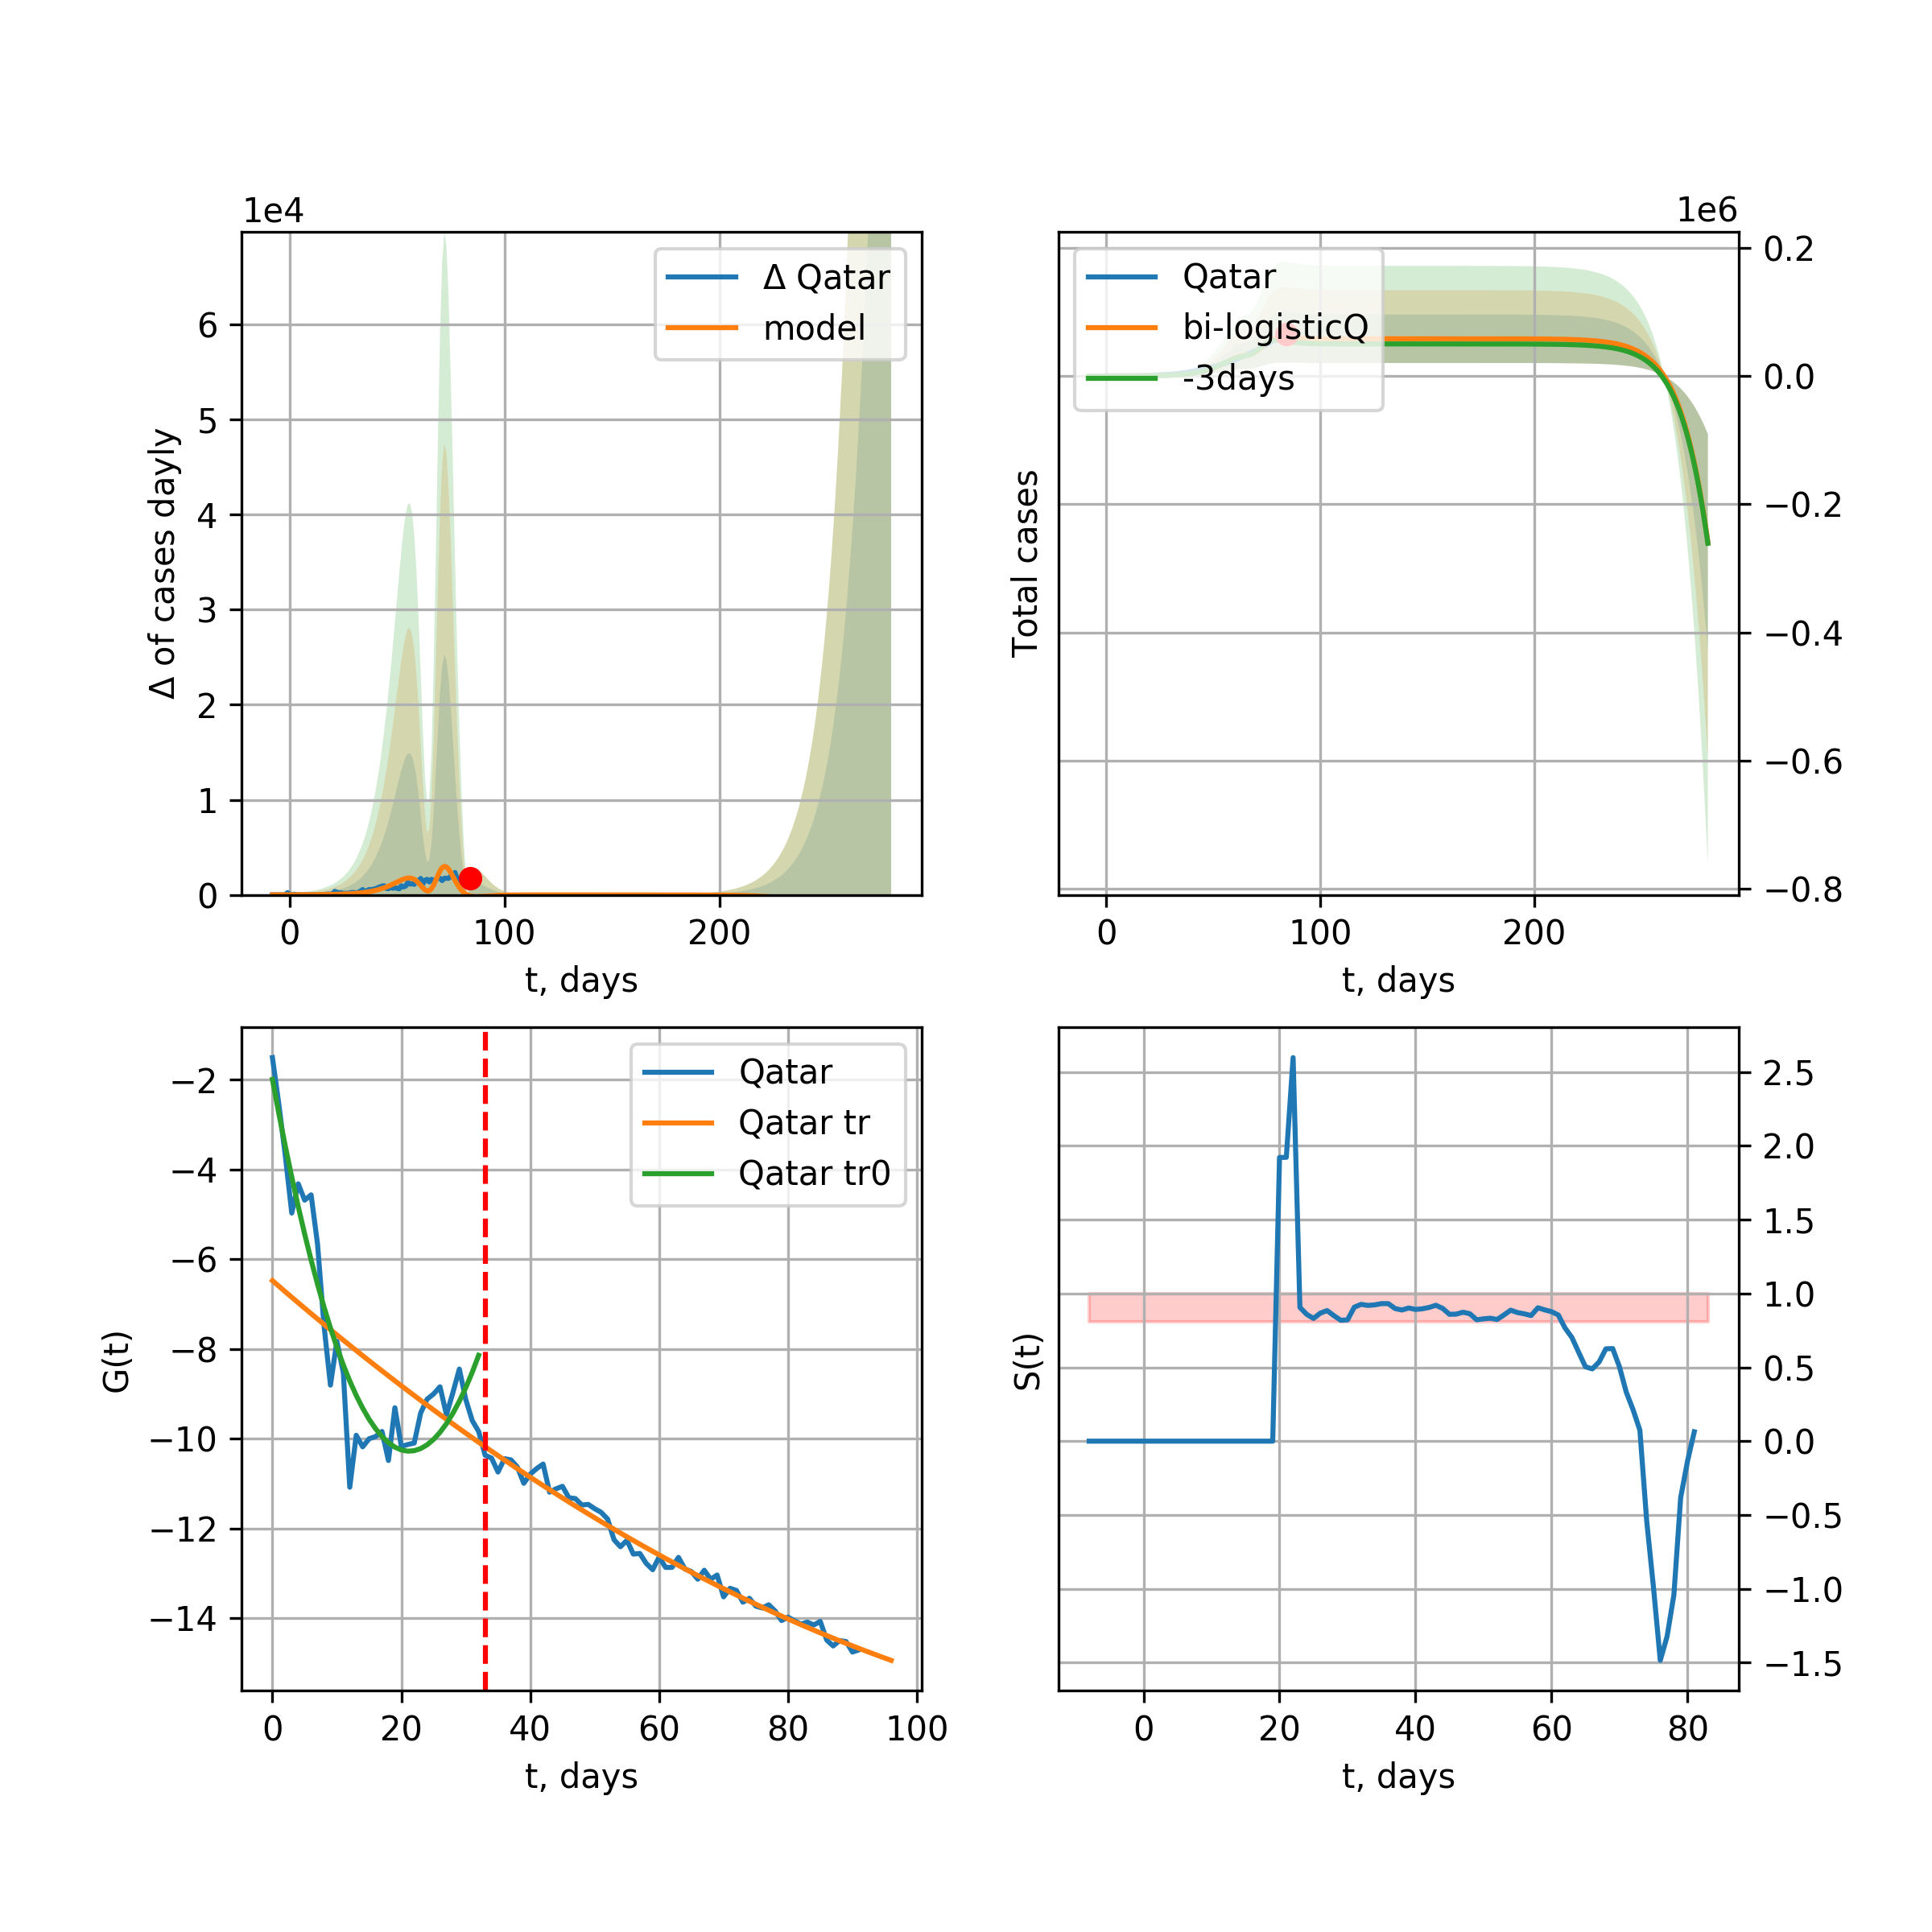 1e4
Δ of cases dayly
6
5
4
3
2
1
0
0
100
200
t, days
Δ Qatar
model
1e6
Total cases
0.2
0.0
−0.2
−0.4
−0.6
−0.8
0
100
200
t, days
Qatar
bi-logisticQ
-3days
G(t)
−2
−4
−6
−8
−10
−12
−14
0
20
40
60
80
100
t, days
Qatar
Qatar tr
Qatar tr0
S(t)
2.5
2.0
1.5
1.0
0.5
0.0
−0.5
−1.0
−1.5
0
20
40
60
80
t, days